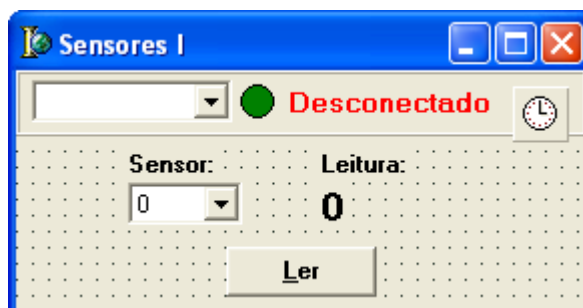 Sensores I
Desconectado
Sensor: Leitura:
0 0
Ler